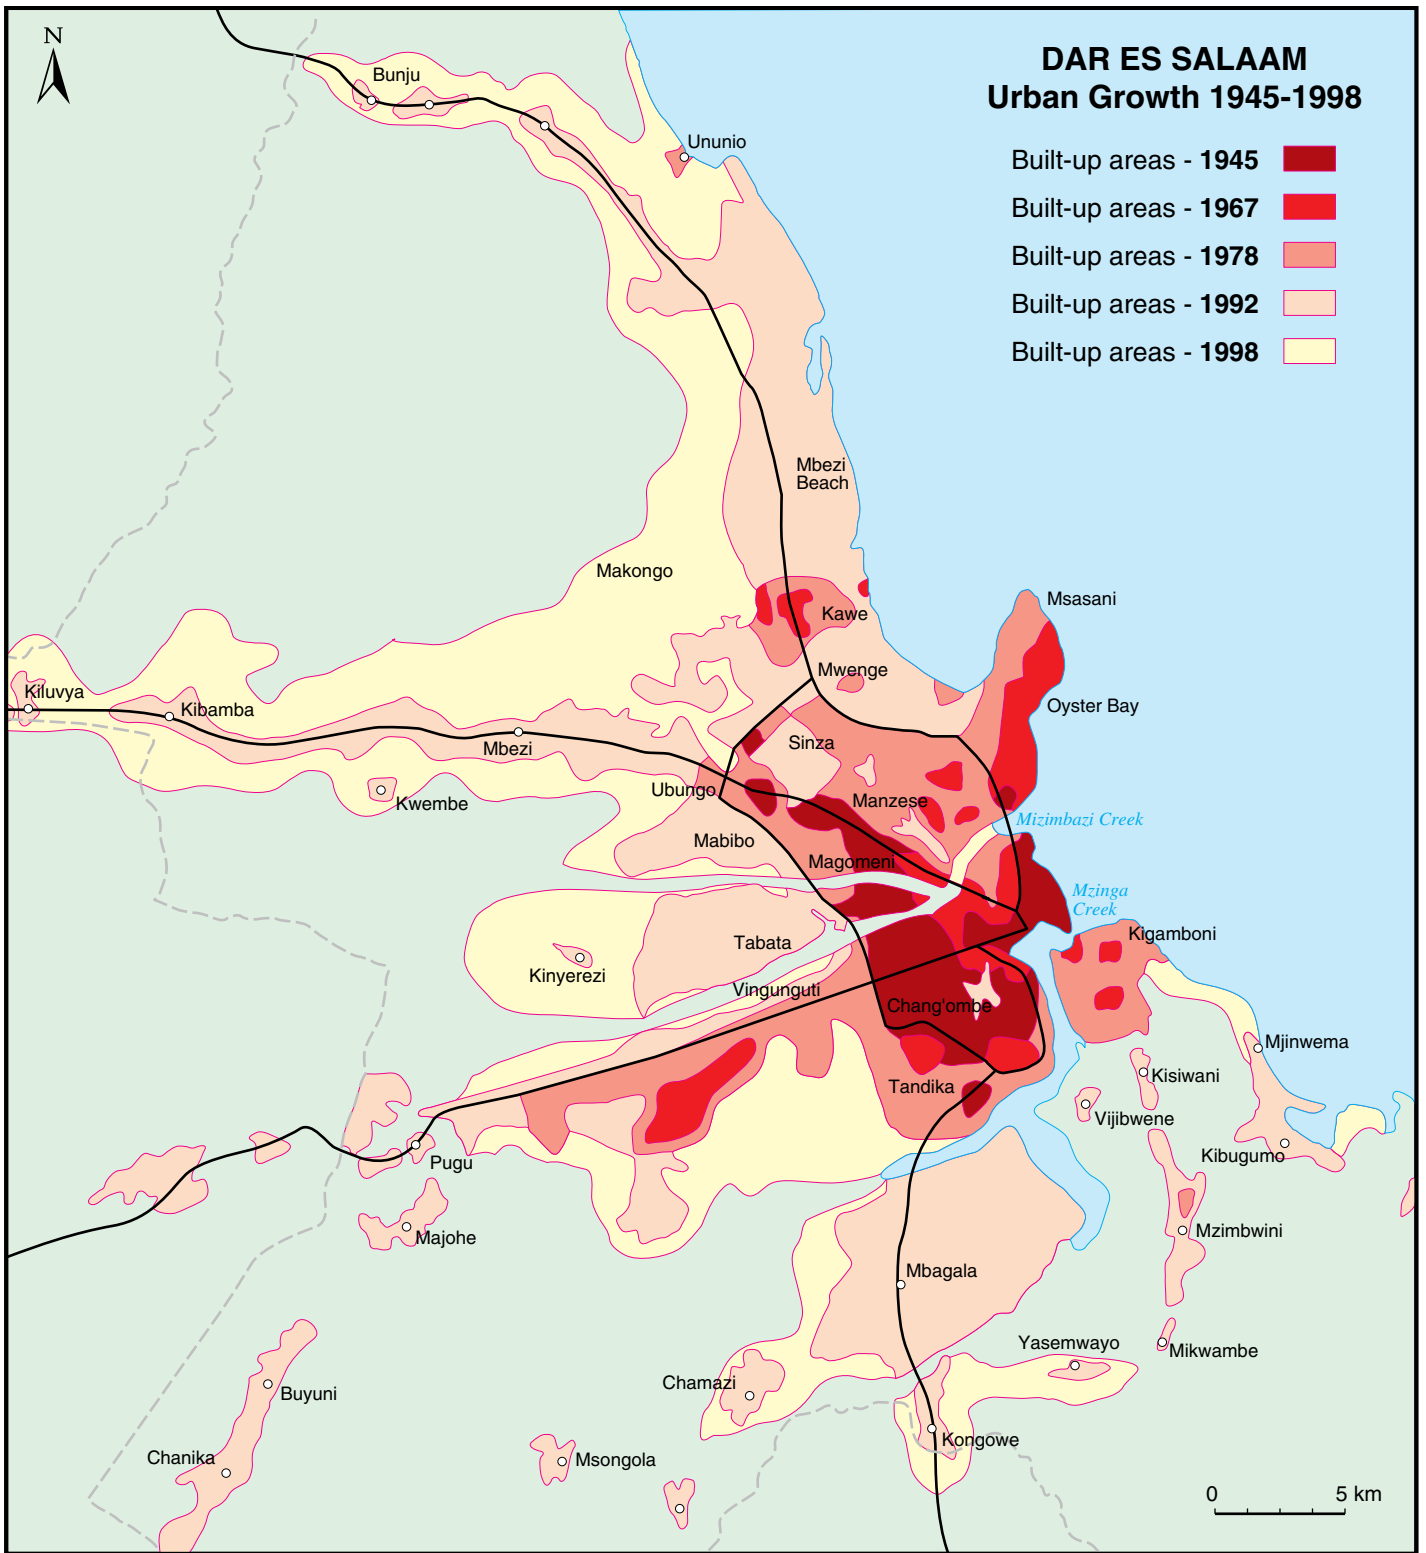 N
DAR ES SALAAM
Urban Growth 1945-1998
Built-up areas - 1945
Built-up areas - 1967
Built-up areas - 1978
Built-up areas - 1992
Built-up areas - 1998
Bunju
Ununio
Mbezi
Beach
Makongo
Msasani
Kawe
Mwenge
Kiluvya
Kibamba
Oyster Bay
Mbezi
Sinza
Kwembe
Ubungo
Manzese
Mizimbazi Creek
Mabibo
Magomeni
Mzinga
Creek
Kigamboni
Tabata
Kinyerezi
Vingunguti
Chang'ombe
Mjinwema
Kisiwani
Tandika
Vijibwene
Pugu
Kibugumo
Majohe
Mzimbwini
Mbagala
Yasemwayo
Mikwambe
Chamazi
Buyuni
Kongowe
Chanika
Msongola
0 5 km